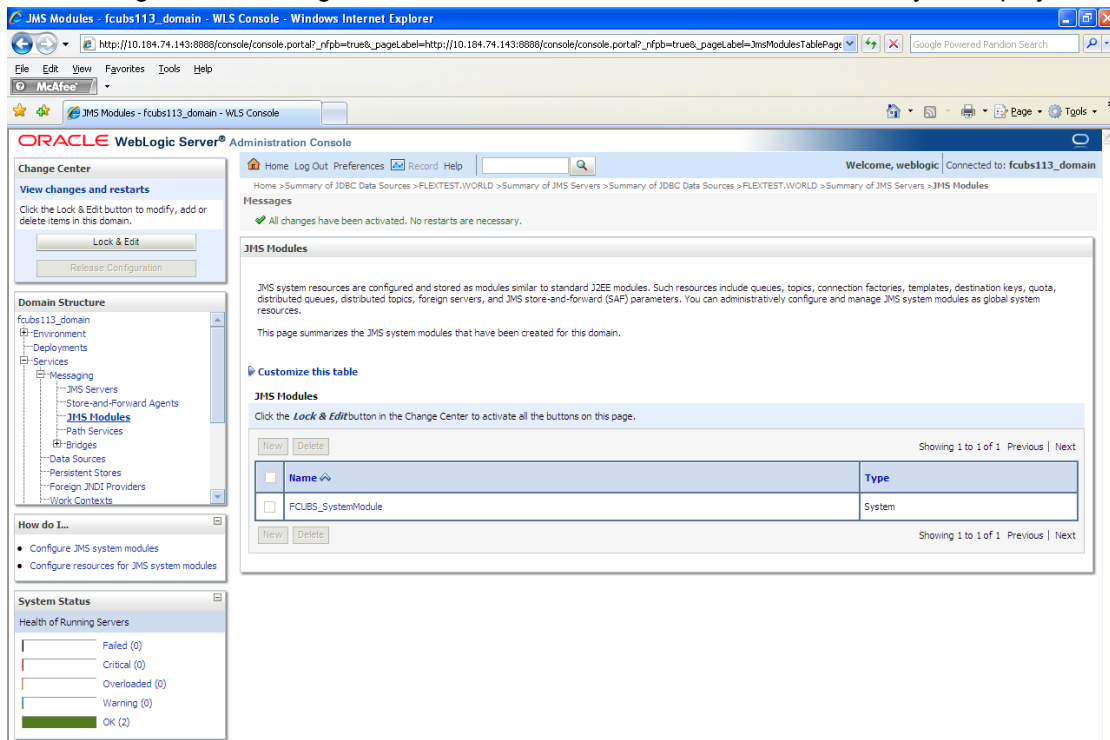 JMS Modules - fcubs113_domain - WLS Console - Windows Internet Explorer
http://10.184.74.143:8888/console/console.portal?_nfpb=true&_pageLabel=http://10.184.74.143:8888/console/console.portal?_nfpb=true&_pageLabel=JmsModulesTablePage
Google Powered Pandion Search
File Edit View Favorites Tools Help
McAfee
JMS Modules - fcubs113_domain - WLS Console
Page Tools
ORACLE WebLogic Server® Administration Console
Change Center
View changes and restarts
Click the Lock & Edit button to modify, add or
delete items in this domain.
Lock & Edit
Release Configuration
Domain Structure
fcubs113_domain
Environment
Deployments
Services
Messaging
JMS Servers
Store-and-Forward Agents
JMS Modules
Path Services
Bridges
Data Sources
Persistent Stores
Foreign JNDI Providers
Work Contexts
How do I...
Configure JMS system modules
Configure resources for JMS system modules
System Status
Health of Running Servers
Failed (0)
Critical (0)
Overloaded (0)
Warning (0)
OK (2)
Home Log Out Preferences Record Help
Welcome, weblogic Connected to: fcubs113_domain
Home >Summary of JDBC Data Sources >FLEXTEST.WORLD >Summary of JMS Servers >Summary of JDBC Data Sources >FLEXTEST.WORLD >Summary of JMS Servers >JMS Modules
Messages
All changes have been activated. No restarts are necessary.
JMS Modules
JMS system resources are configured and stored as modules similar to standard J2EE modules. Such resources include queues, topics, connection factories, templates, destination keys, quota,
distributed queues, distributed topics, foreign servers, and JMS store-and-forward (SAF) parameters. You can administratively configure and manage JMS system modules as global system
resources.
This page summarizes the JMS system modules that have been created for this domain.
Customize this table
JMS Modules
Click the Lock & Edit button in the Change Center to activate all the buttons on this page.
New Delete
Showing 1 to 1 of 1 Previous | Next
Name Type
FCUBS_SystemModule System
New Delete
Showing 1 to 1 of 1 Previous | Next